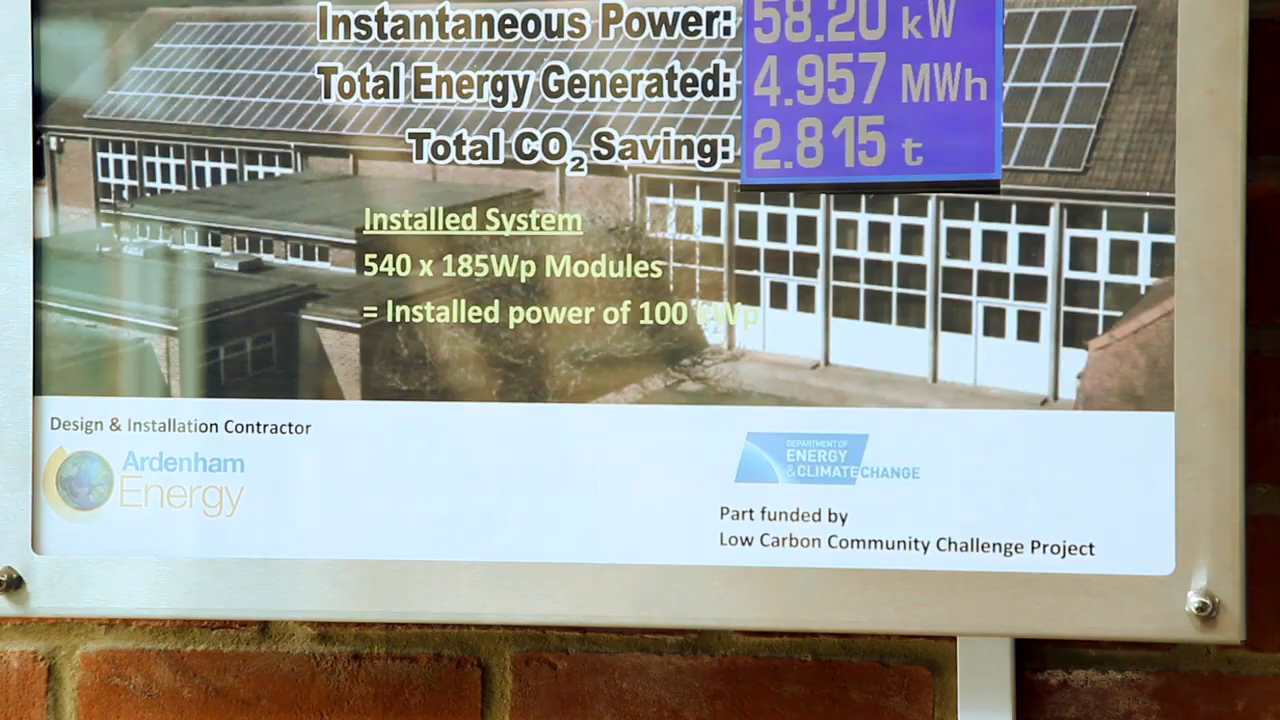 Instantaneous Power: 58.20 kW
Total Energy Generated: 4.957 MWh
Total CO₂ Saving: 2.815 t
Installed System
540 x 185Wp Modules
= Installed power of 100 kWp
Design & Installation Contractor
Ardenham
Energy
DEPARTMENT OF
ENERGY
& CLIMATE CHANGE
Part funded by
Low Carbon Community Challenge Project